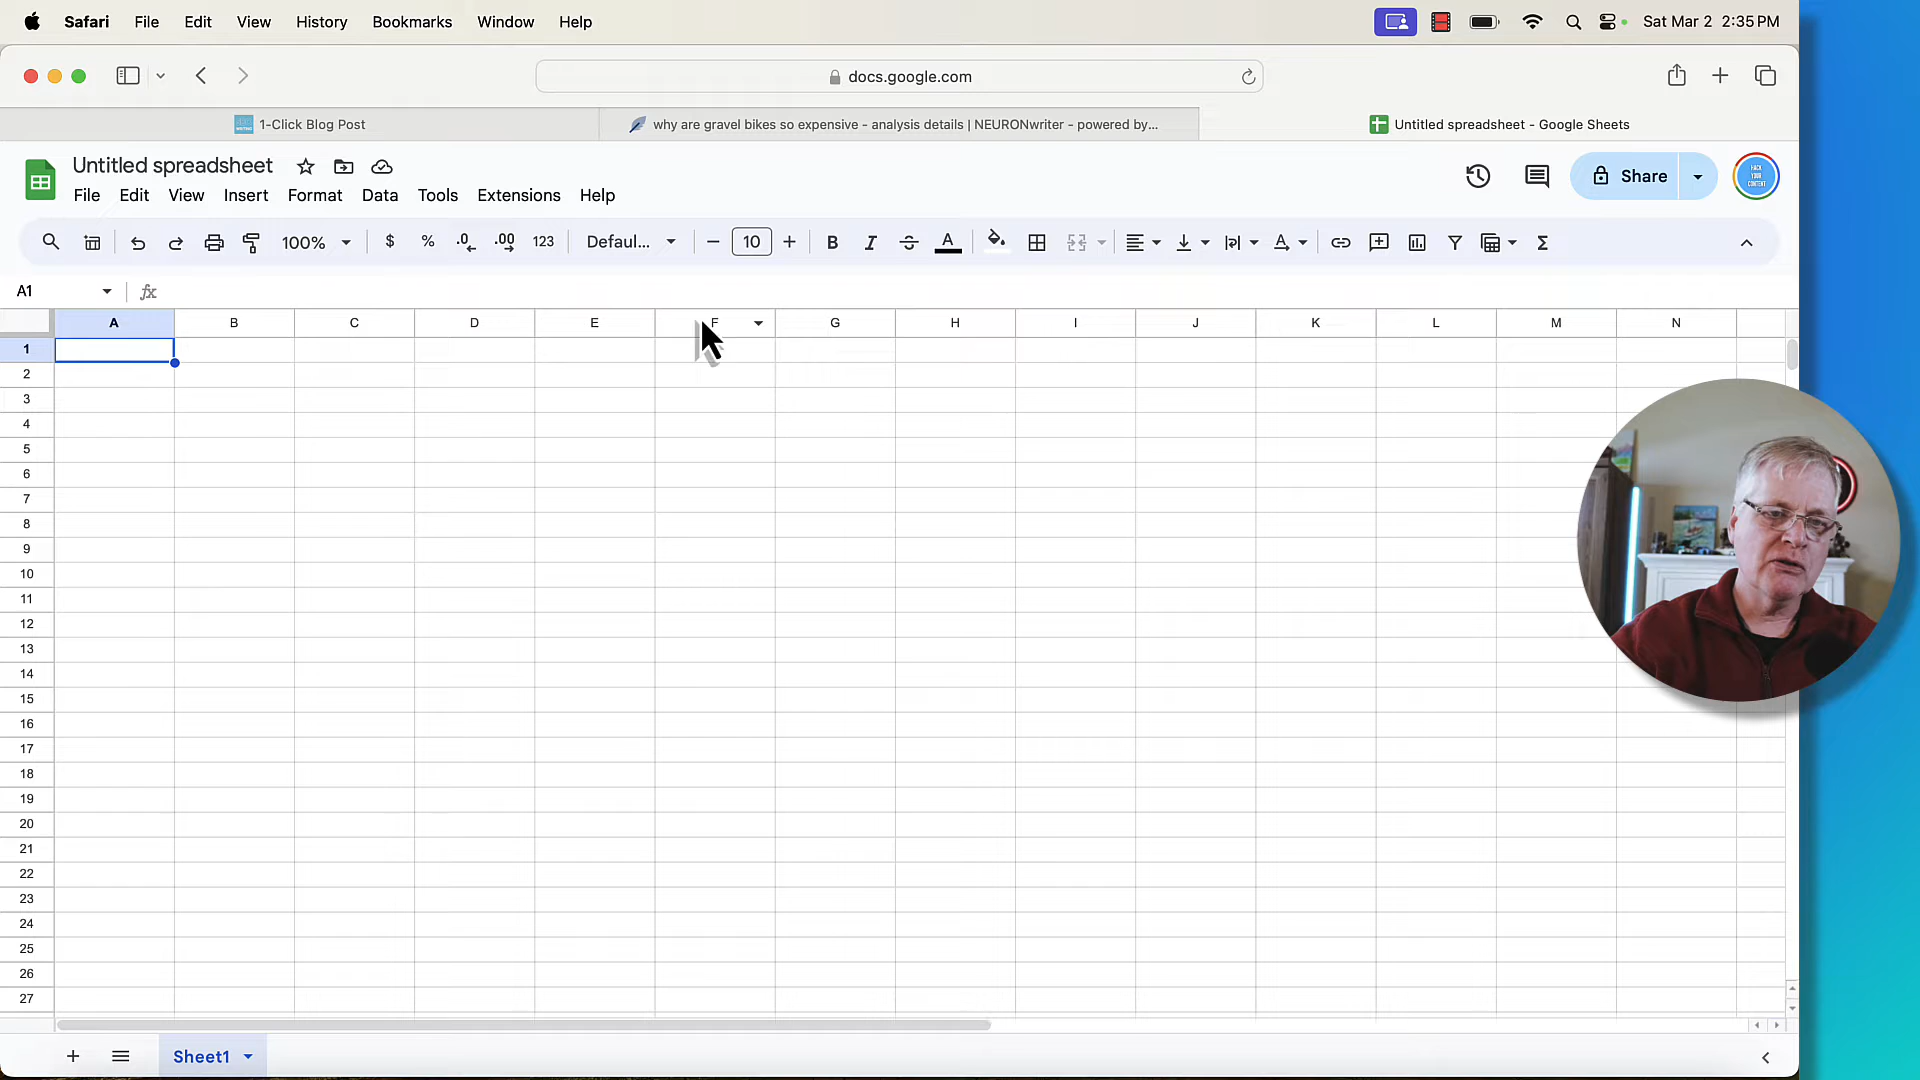 Safari File Edit View History Bookmarks Window Help Sat Mar 2 2:35 PM
docs.google.com
1-Click Blog Post
why are gravel bikes so expensive - analysis details | NEURONwriter - powered by...
Untitled spreadsheet - Google Sheets
Untitled spreadsheet
File Edit View Insert Format Data Tools Extensions Help
Share
HACK YOUR CONTENT
100% $ % .0 .00 123 Defaul... 10 B I S A A Σ
A1 fx
A B C D E F G H I J K L M N
1
2
3
4
5
6
7
8
9
10
11
12
13
14
15
16
17
18
19
20
21
22
23
24
25
26
27
Sheet1